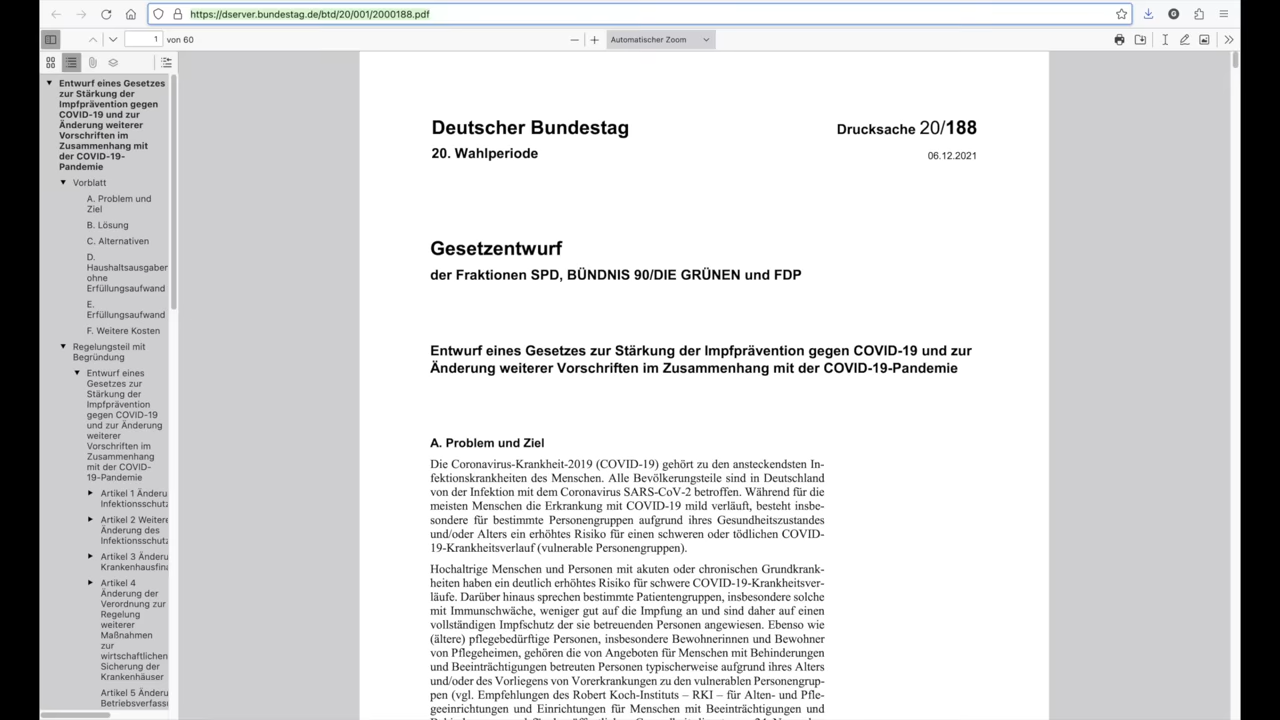 https://dserver.bundestag.de/btd/20/001/2000188.pdf
1 von 60
Automatischer Zoom
Entwurf eines Gesetzes
zur Stärkung der
Impfprävention gegen
COVID-19 und zur
Änderung weiterer
Vorschriften im
Zusammenhang mit
der COVID-19-
Pandemie
Vorblatt
A. Problem und
Ziel
B. Lösung
C. Alternativen
D.
Haushaltsausgaben
ohne
Erfüllungsaufwand
E.
Erfüllungsaufwand
F. Weitere Kosten
Regelungsteil mit
Begründung
Entwurf eines
Gesetzes zur
Stärkung der
Impfprävention
gegen COVID-19
und zur Änderung
weiterer
Vorschriften im
Zusammenhang
mit der COVID-
19-Pandemie
Artikel 1 Änderu
Infektionsschutz
Artikel 2 Weitere
Änderung des
Infektionsschutz
Artikel 3 Änderu
Krankenhausfina
Artikel 4
Änderung der
Verordnung zur
Regelung
weiterer
Maßnahmen
zur
wirtschaftlichen
Sicherung der
Krankenhäuser
Artikel 5 Änderu
Betriebsverfass
Deutscher Bundestag
Drucksache 20/188
20. Wahlperiode
06.12.2021
Gesetzentwurf
der Fraktionen SPD, BÜNDNIS 90/DIE GRÜNEN und FDP
Entwurf eines Gesetzes zur Stärkung der Impfprävention gegen COVID-19 und zur
Änderung weiterer Vorschriften im Zusammenhang mit der COVID-19-Pandemie
A. Problem und Ziel
Die Coronavirus-Krankheit-2019 (COVID-19) gehört zu den ansteckendsten In-
fektionskrankheiten des Menschen. Alle Bevölkerungsteile sind in Deutschland
von der Infektion mit dem Coronavirus SARS-CoV-2 betroffen. Während für die
meisten Menschen die Erkrankung mit COVID-19 mild verläuft, besteht insbe-
sondere für bestimmte Personengruppen aufgrund ihres Gesundheitszustandes
und/oder Alters ein erhöhtes Risiko für einen schweren oder tödlichen COVID-
19-Krankheitsverlauf (vulnerable Personengruppen).
Hochaltrige Menschen und Personen mit akuten oder chronischen Grundkrank-
heiten haben ein deutlich erhöhtes Risiko für schwere COVID-19-Krankheitsver-
läufe. Darüber hinaus sprechen bestimmte Patientengruppen, insbesondere solche
mit Immunschwäche, weniger gut auf die Impfung an und sind daher auf einen
vollständigen Impfschutz der sie betreuenden Personen angewiesen. Ebenso wie
(ältere) pflegebedürftige Personen, insbesondere Bewohnerinnen und Bewohner
von Pflegeheimen, gehören die von Angeboten für Menschen mit Behinderungen
und Beeinträchtigungen betreuten Personen typischerweise aufgrund ihres Alters
und/oder des Vorliegens von Vorerkrankungen zu den vulnerablen Personengrup-
pen (vgl. Empfehlungen des Robert Koch-Instituts – RKI – für Alten- und Pfle-
geeinrichtungen und Einrichtungen für Menschen mit Beeinträchtigungen und